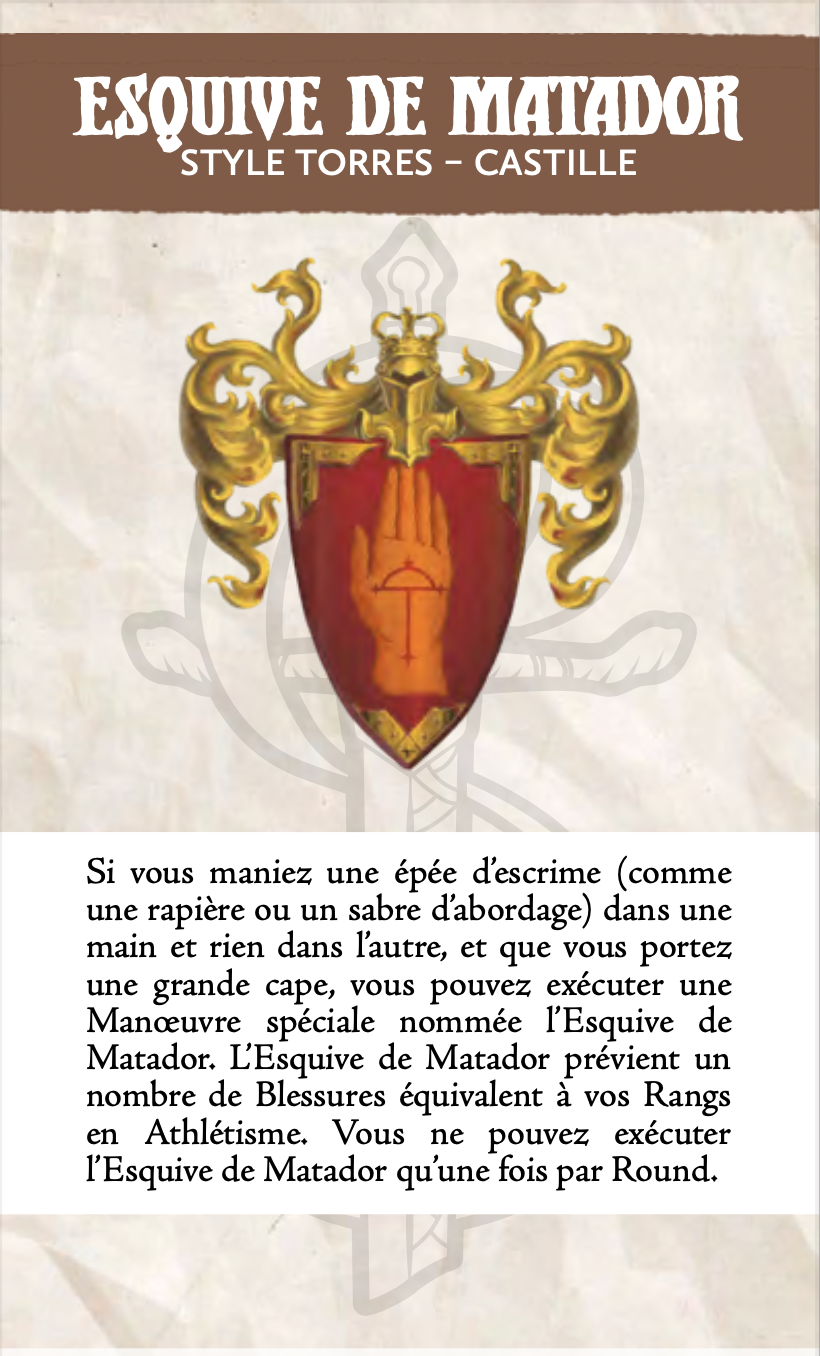 ESQUIVE DE MATADOR
STYLE TORRES – CASTILLE
Si vous maniez une épée d’escrime (comme
une rapière ou un sabre d’abordage) dans une
main et rien dans l’autre, et que vous portez
une grande cape, vous pouvez exécuter une
Manœuvre spéciale nommée l’Esquive de
Matador. L’Esquive de Matador prévient un
nombre de Blessures équivalent à vos Rangs
en Athlétisme. Vous ne pouvez exécuter
l’Esquive de Matador qu’une fois par Round.